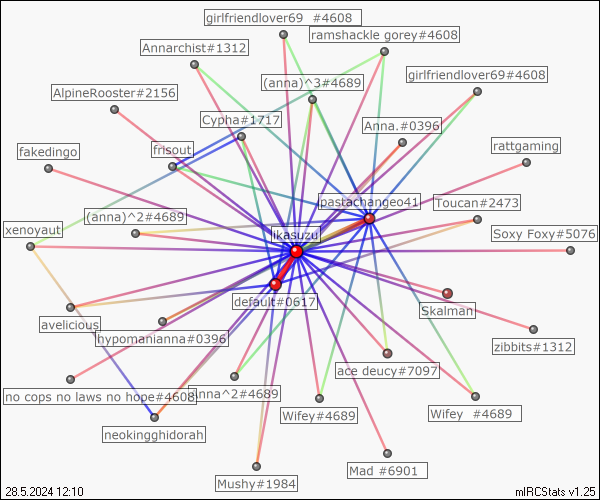 girlfriendlover69  #4608
ramshackle gorey#4608
Annarchist#1312
girlfriendlover69#4608
(anna)^3#4689
AlpineRooster#2156
Cypha#1717
Anna.#0396
rattgaming
fakedingo
frisout
pastachangeo41
Toucan#2473
(anna)^2#4689
xenoyaut
ikasuzu
Soxy Foxy#5076
default#0617
Skalman
avelicious
hypomanianna#0396
zibbits#1312
ace deucy#7097
no cops no laws no hope#4608
Anna^2#4689
Wifey#4689
Wifey  #4689
neokingghidorah
Mad #6901
Mushy#1984
28.5.2024 12:10
mIRCStats v1.25